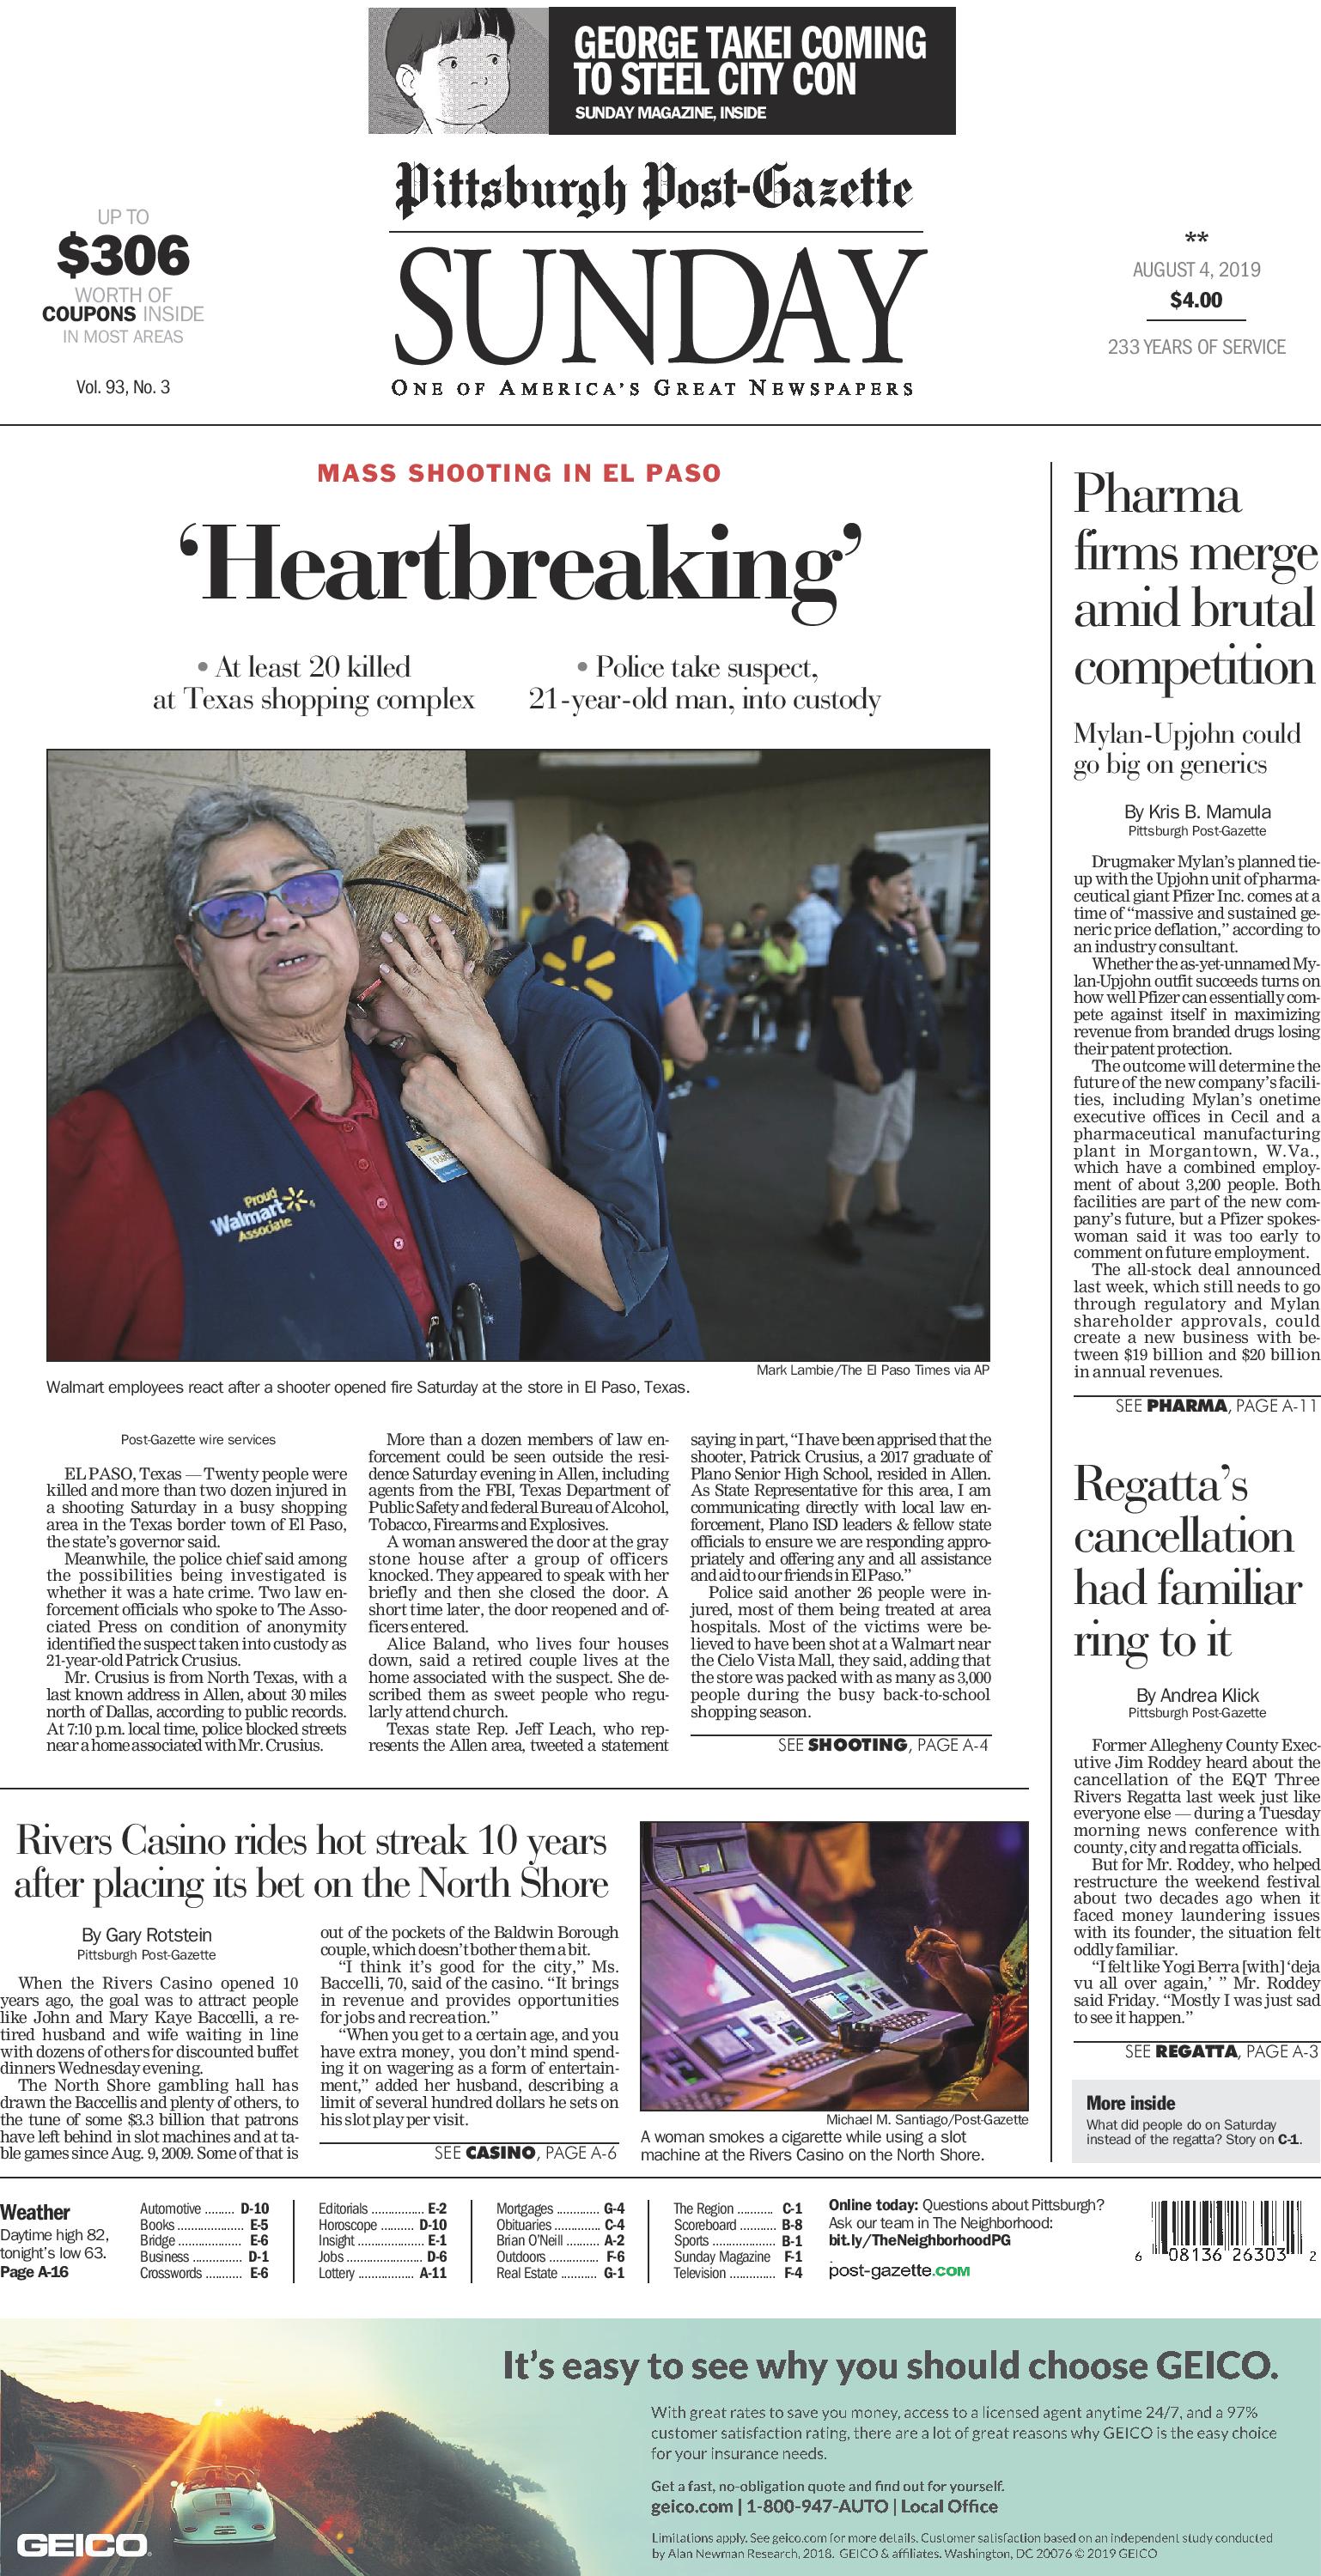 GEORGE TAKEI COMING
TO STEEL CITY CON
SUNDAY MAGAZINE, INSIDE
Pittsburgh Post-Gazette
SUNDAY
ONE OF AMERICA'S GREAT NEWSPAPERS
UP TO
$306
WORTH OF
COUPONS INSIDE
IN MOST AREAS
Vol. 93, No. 3
**
AUGUST 4, 2019
$4.00
233 YEARS OF SERVICE
MASS SHOOTING IN EL PASO
‘Heartbreaking’
• At least 20 killed
at Texas shopping complex
• Police take suspect,
21-year-old man, into custody
Proud
Walmart
Associate
Mark Lambie/The El Paso Times via AP
Walmart employees react after a shooter opened fire Saturday at the store in El Paso, Texas.
Post-Gazette wire services
EL PASO, Texas — Twenty people were
killed and more than two dozen injured in
a shooting Saturday in a busy shopping
area in the Texas border town of El Paso,
the state's governor said.
Meanwhile, the police chief said among
the possibilities being investigated is
whether it was a hate crime. Two law en-
forcement officials who spoke to The Asso-
ciated Press on condition of anonymity
identified the suspect taken into custody as
21-year-old Patrick Crusius.
Mr. Crusius is from North Texas, with a
last known address in Allen, about 30 miles
north of Dallas, according to public records.
At 7:10 p.m. local time, police blocked streets
near a home associated with Mr. Crusius.
More than a dozen members of law en-
forcement could be seen outside the resi-
dence Saturday evening in Allen, including
agents from the FBI, Texas Department of
Public Safety and federal Bureau of Alcohol,
Tobacco, Firearms and Explosives.
A woman answered the door at the gray
stone house after a group of officers
knocked. They appeared to speak with her
briefly and then she closed the door. A
short time later, the door reopened and of-
ficers entered.
Alice Baland, who lives four houses
down, said a retired couple lives at the
home associated with the suspect. She de-
scribed them as sweet people who regu-
larly attend church.
Texas state Rep. Jeff Leach, who rep-
resents the Allen area, tweeted a statement
saying in part, “I have been apprised that the
shooter, Patrick Crusius, a 2017 graduate of
Plano Senior High School, resided in Allen.
As State Representative for this area, I am
communicating directly with local law en-
forcement, Plano ISD leaders & fellow state
officials to ensure we are responding appro-
priately and offering any and all assistance
and aid to our friends in El Paso.”
Police said another 26 people were in-
jured, most of them being treated at area
hospitals. Most of the victims were be-
lieved to have been shot at a Walmart near
the Cielo Vista Mall, they said, adding that
the store was packed with as many as 3,000
people during the busy back-to-school
shopping season.
SEE SHOOTING, PAGE A-4
Pharma
firms merge
amid brutal
competition
Mylan-Upjohn could
go big on generics
By Kris B. Mamula
Pittsburgh Post-Gazette
Drugmaker Mylan's planned tie-
up with the Upjohn unit of pharma-
ceutical giant Pfizer Inc. comes at a
time of “massive and sustained ge-
neric price deflation,” according to
an industry consultant.
Whether the as-yet-unnamed My-
lan-Upjohn outfit succeeds turns on
how well Pfizer can essentially com-
pete against itself in maximizing
revenue from branded drugs losing
their patent protection.
The outcome will determine the
future of the new company's facili-
ties, including Mylan's onetime
executive offices in Cecil and a
pharmaceutical manufacturing
plant in Morgantown, W.Va.,
which have a combined employ-
ment of about 3,200 people. Both
facilities are part of the new com-
pany's future, but a Pfizer spokes-
woman said it was too early to
comment on future employment.
The all-stock deal announced
last week, which still needs to go
through regulatory and Mylan
shareholder approvals, could
create a new business with be-
tween $19 billion and $20 billion
in annual revenues.
SEE PHARMA, PAGE A-11
Regatta's
cancellation
had familiar
ring to it
By Andrea Klick
Pittsburgh Post-Gazette
Former Allegheny County Exec-
utive Jim Roddey heard about the
cancellation of the EQT Three
Rivers Regatta last week just like
everyone else — during a Tuesday
morning news conference with
county, city and regatta officials.
But for Mr. Roddey, who helped
restructure the weekend festival
about two decades ago when it
faced money laundering issues
with its founder, the situation felt
oddly familiar.
“I felt like Yogi Berra [with] ‘deja
vu all over again,’ ” Mr. Roddey
said Friday. “Mostly I was just sad
to see it happen.”
SEE REGATTA, PAGE A-3
More inside
What did people do on Saturday
instead of the regatta? Story on C-1.
Rivers Casino rides hot streak 10 years
after placing its bet on the North Shore
By Gary Rotstein
Pittsburgh Post-Gazette
When the Rivers Casino opened 10
years ago, the goal was to attract people
like John and Mary Kaye Baccelli, a re-
tired husband and wife waiting in line
with dozens of others for discounted buffet
dinners Wednesday evening.
The North Shore gambling hall has
drawn the Baccellis and plenty of others, to
the tune of some $3.3 billion that patrons
have left behind in slot machines and at ta-
ble games since Aug. 9, 2009. Some of that is
out of the pockets of the Baldwin Borough
couple, which doesn't bother them a bit.
“I think it's good for the city,” Ms.
Baccelli, 70, said of the casino. “It brings
in revenue and provides opportunities
for jobs and recreation.”
“When you get to a certain age, and you
have extra money, you don't mind spend-
ing it on wagering as a form of entertain-
ment,” added her husband, describing a
limit of several hundred dollars he sets on
his slot play per visit.
SEE CASINO, PAGE A-6
Michael M. Santiago/Post-Gazette
A woman smokes a cigarette while using a slot
machine at the Rivers Casino on the North Shore.
Weather
Daytime high 82,
tonight's low 63.
Page A-16
Automotive ......... D-10
Books .................... E-5
Bridge ................... E-6
Business ............... D-1
Crosswords ........... E-6
Editorials ................ E-2
Horoscope .......... D-10
Insight .................... E-1
Jobs ....................... D-6
Lottery ................. A-11
Mortgages ............. G-4
Obituaries .............. C-4
Brian O'Neill .......... A-2
Outdoors ............... F-6
Real Estate ........... G-1
The Region ........... C-1
Scoreboard ........... B-8
Sports ................... B-1
Sunday Magazine F-1
Television .............. F-4
Online today: Questions about Pittsburgh?
Ask our team in The Neighborhood:
bit.ly/TheNeighborhoodPG
post-gazette.COM
6 08136 26303 2
It's easy to see why you should choose GEICO.
With great rates to save you money, access to a licensed agent anytime 24/7, and a 97%
customer satisfaction rating, there are a lot of great reasons why GEICO is the easy choice
for your insurance needs.
Get a fast, no-obligation quote and find out for yourself.
geico.com | 1-800-947-AUTO | Local Office
Limitations apply. See geico.com for more details. Customer satisfaction based on an independent study conducted
by Alan Newman Research, 2018. GEICO & affiliates. Washington, DC 20076 © 2019 GEICO
GEICO